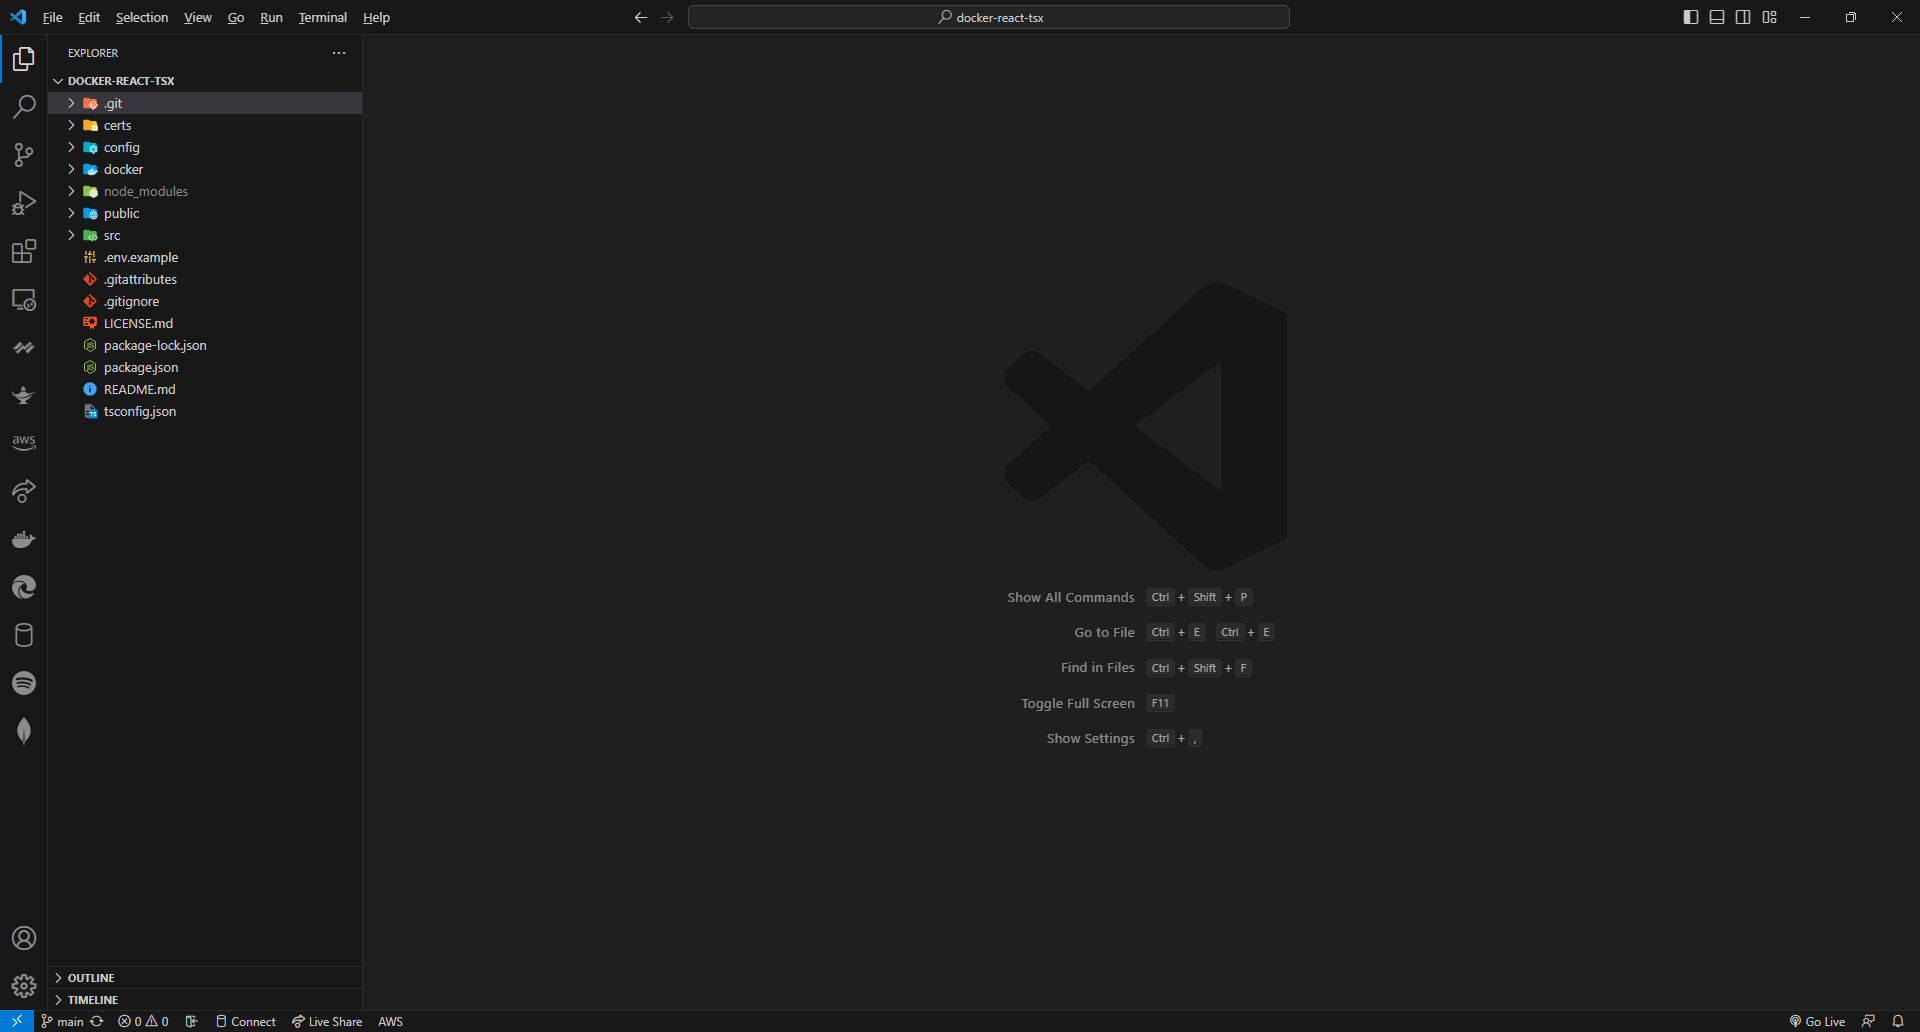 File Edit Selection View Go Run Terminal Help
docker-react-tsx
EXPLORER
DOCKER-REACT-TSX
.git
certs
config
docker
node_modules
public
src
.env.example
.gitattributes
.gitignore
LICENSE.md
package-lock.json
package.json
README.md
tsconfig.json
aws
Show All Commands Ctrl + Shift + P
Go to File Ctrl + E Ctrl + E
Find in Files Ctrl + Shift + F
Toggle Full Screen F11
Show Settings Ctrl + ,
OUTLINE
TIMELINE
main 0 0 Connect Live Share AWS Go Live